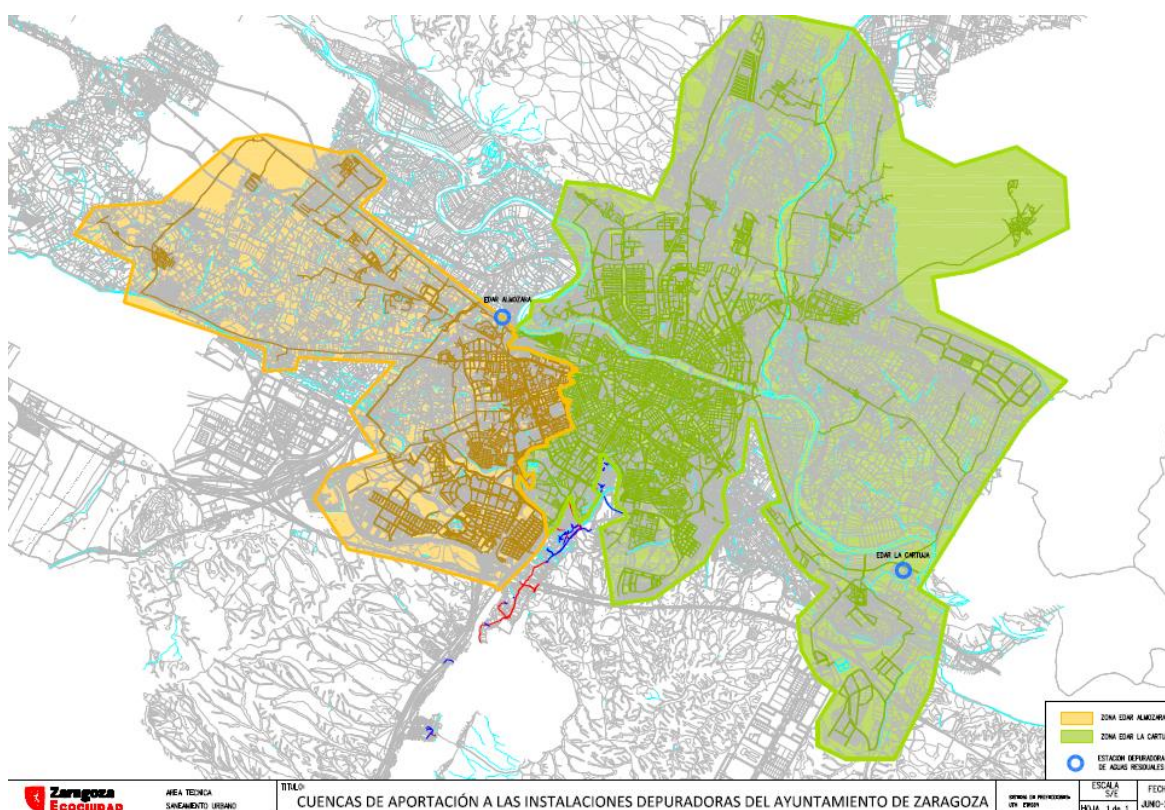 EDAR ALMOZARA
EDAR LA CARTUJA
ZONA EDAR ALMOZARA
ZONA EDAR LA CARTU
ESTACION DEPURADORA
DE AGUAS RESIDUALES
Zaragoza
ECOCIUDAD
AREA TECNICA
SANEAMIENTO URBANO
TITULO:
CUENCAS DE APORTACIÓN A LAS INSTALACIONES DEPURADORAS DEL AYUNTAMIENTO DE ZARAGOZA
ESCALA
S/E
HOJA 1 de 1
FECH
JUNIO